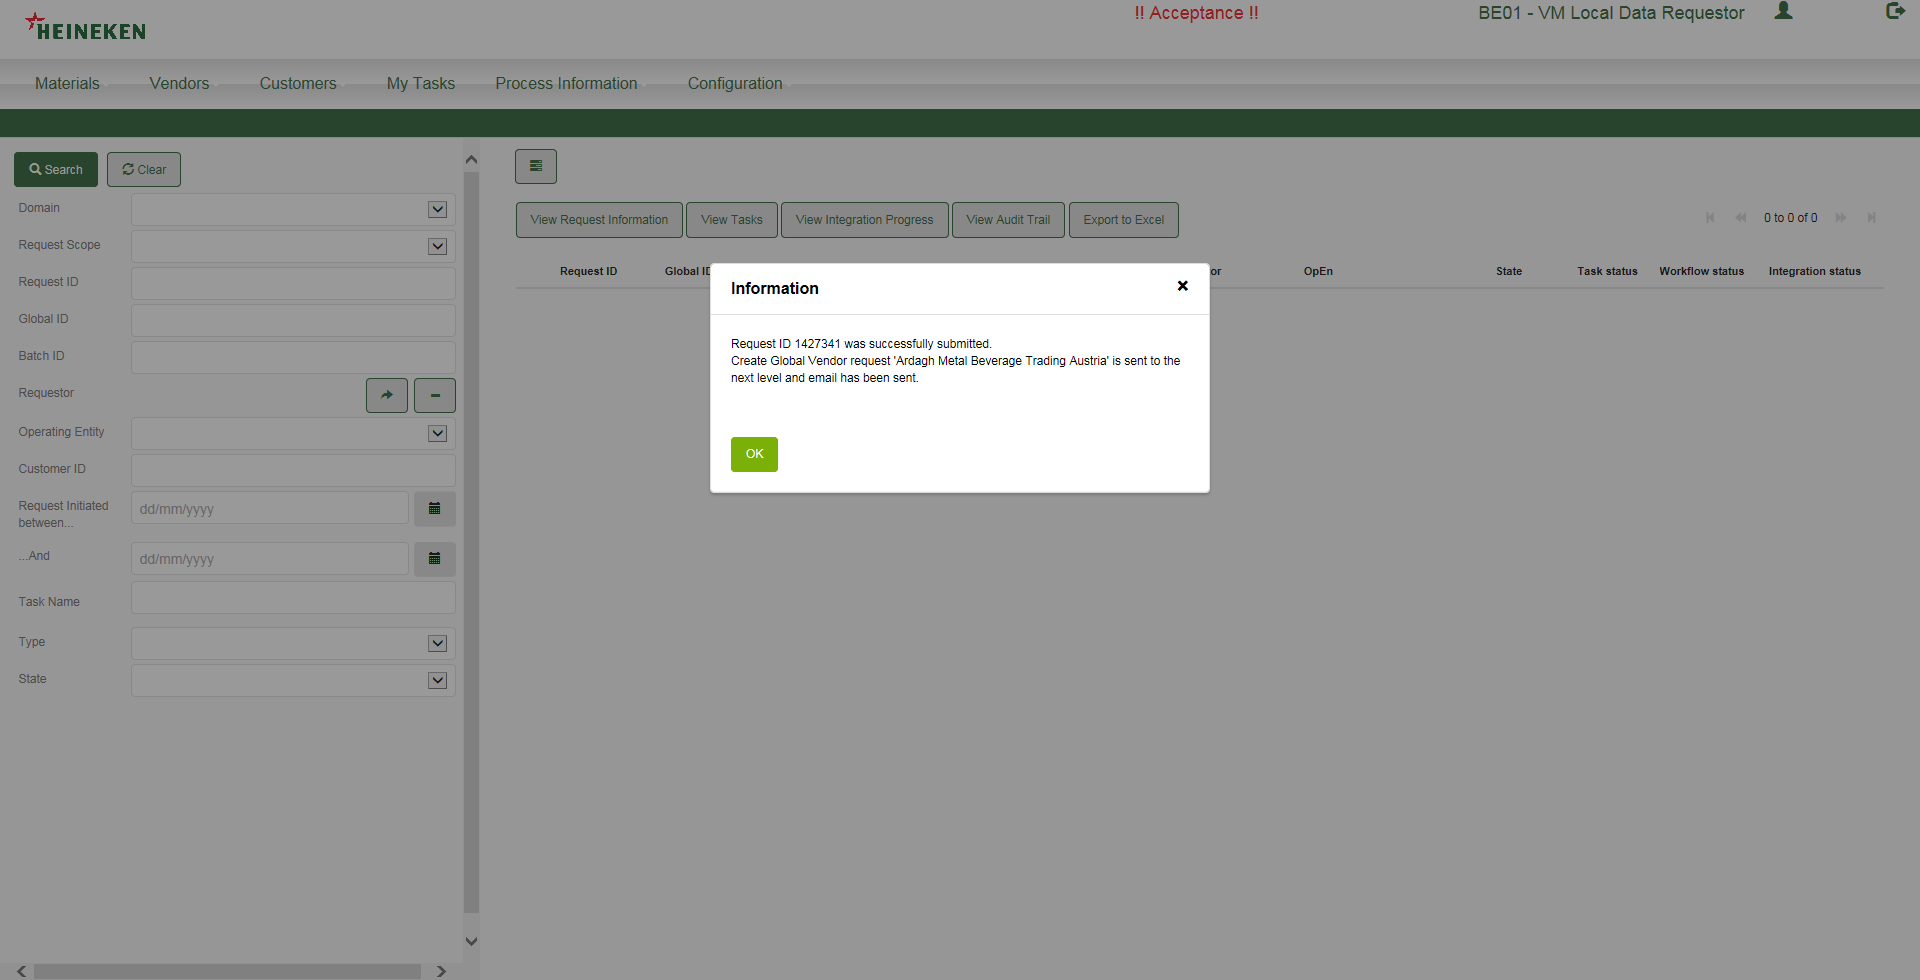 HEINEKEN
!! Acceptance !!
BE01 - VM Local Data Requestor
Materials
Vendors
Customers
My Tasks
Process Information
Configuration
Search
Clear
Domain
Request Scope
Request ID
Global ID
Batch ID
Requestor
Operating Entity
Customer ID
Request Initiated
between...
dd/mm/yyyy
...And
dd/mm/yyyy
Task Name
Type
State
View Request Information
View Tasks
View Integration Progress
View Audit Trail
Export to Excel
0 to 0 of 0
Request ID
Global ID
or
OpEn
State
Task status
Workflow status
Integration status
Information
Request ID 1427341 was successfully submitted.
Create Global Vendor request 'Ardagh Metal Beverage Trading Austria' is sent to the
next level and email has been sent.
OK